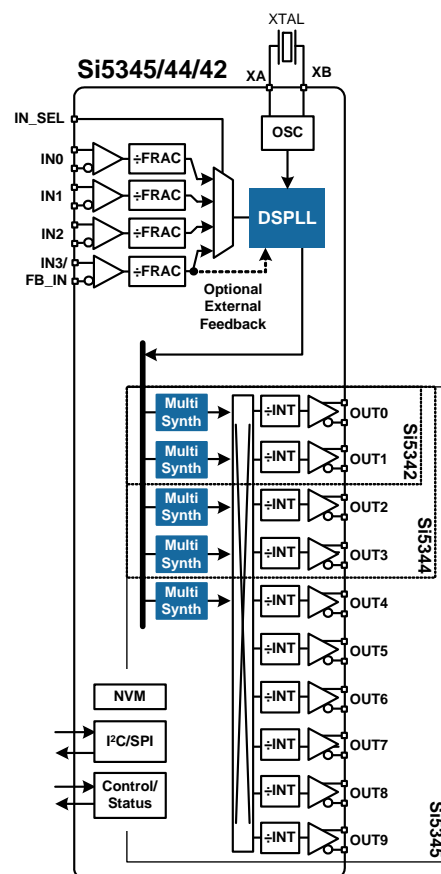 XTAL
Si5345/44/42
XA
XB
IN_SEL
OSC
IN0
÷FRAC
IN1
÷FRAC
DSPLL
IN2
÷FRAC
IN3/
FB_IN
÷FRAC
Optional
External
Feedback
Multi
Synth
÷INT
OUT0
Multi
Synth
÷INT
OUT1
Si5342
Multi
Synth
÷INT
OUT2
Multi
Synth
÷INT
OUT3
Si5344
Multi
Synth
÷INT
OUT4
÷INT
OUT5
NVM
÷INT
OUT6
I²C/SPI
÷INT
OUT7
Control/
Status
÷INT
OUT8
÷INT
OUT9
Si5345